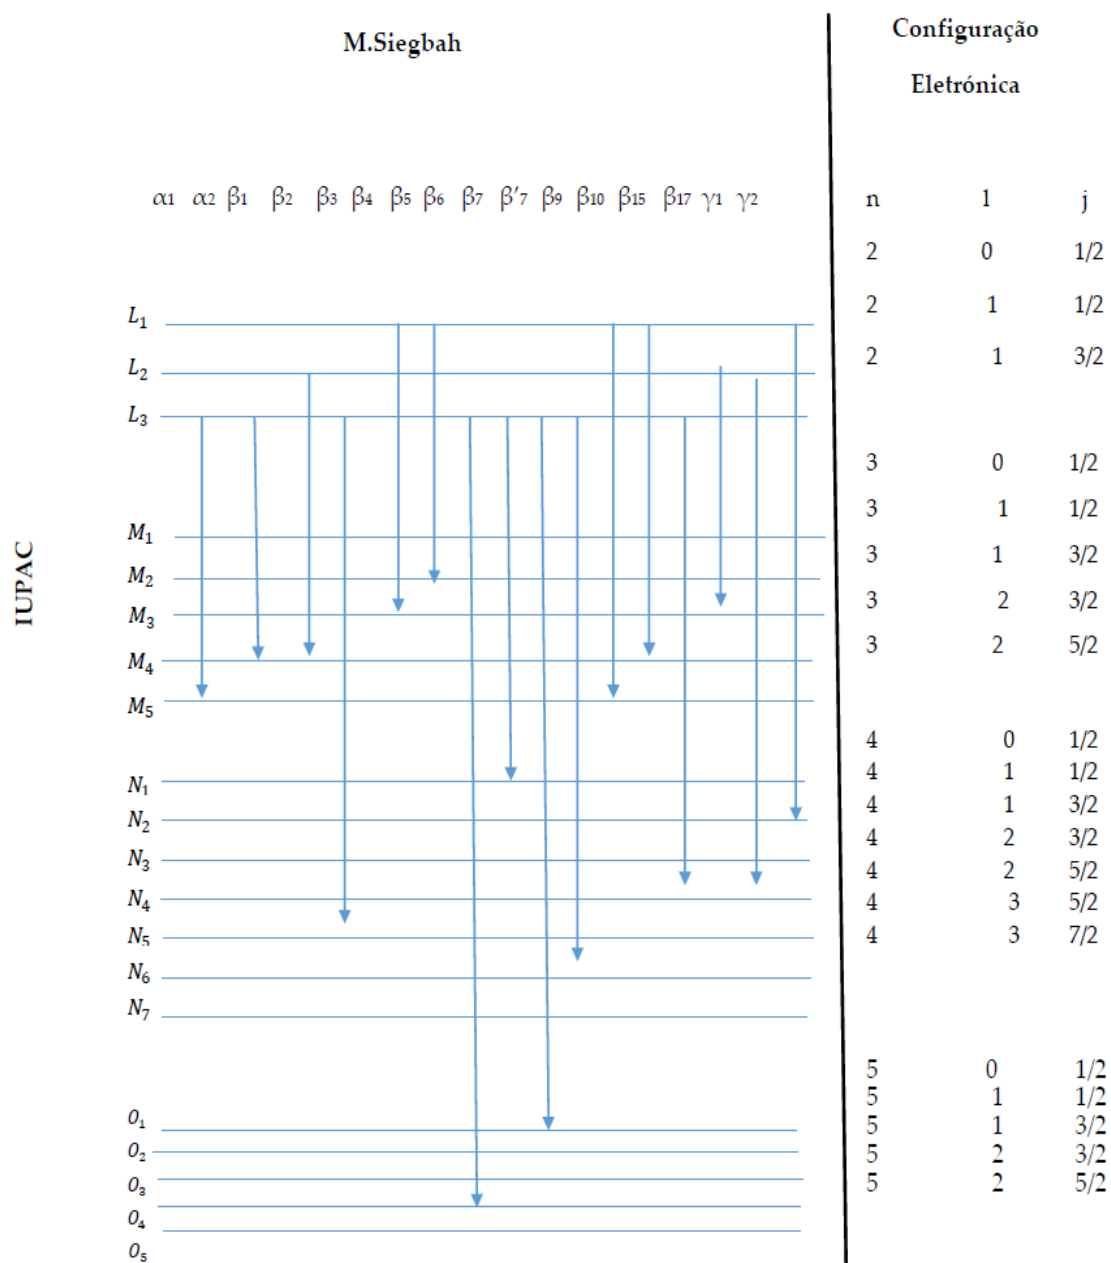 M.Siegbah
Configuração
Eletrónica
α1 α2 β1 β2 β3 β4 β5 β6 β7 β'7 β9 β10 β15 β17 γ1 γ2
n l j
2 0 1/2
L1
2 1 1/2
L2
2 1 3/2
L3
3 0 1/2
3 1 1/2
M1
3 1 3/2
M2
3 2 3/2
M3
3 2 5/2
M4
M5
IUPAC
4 0 1/2
4 1 1/2
N1
4 1 3/2
N2
4 2 3/2
N3
4 2 5/2
N4
4 3 5/2
N5
4 3 7/2
N6
N7
5 0 1/2
5 1 1/2
O1
5 1 3/2
O2
5 2 3/2
O3
5 2 5/2
O4
O5